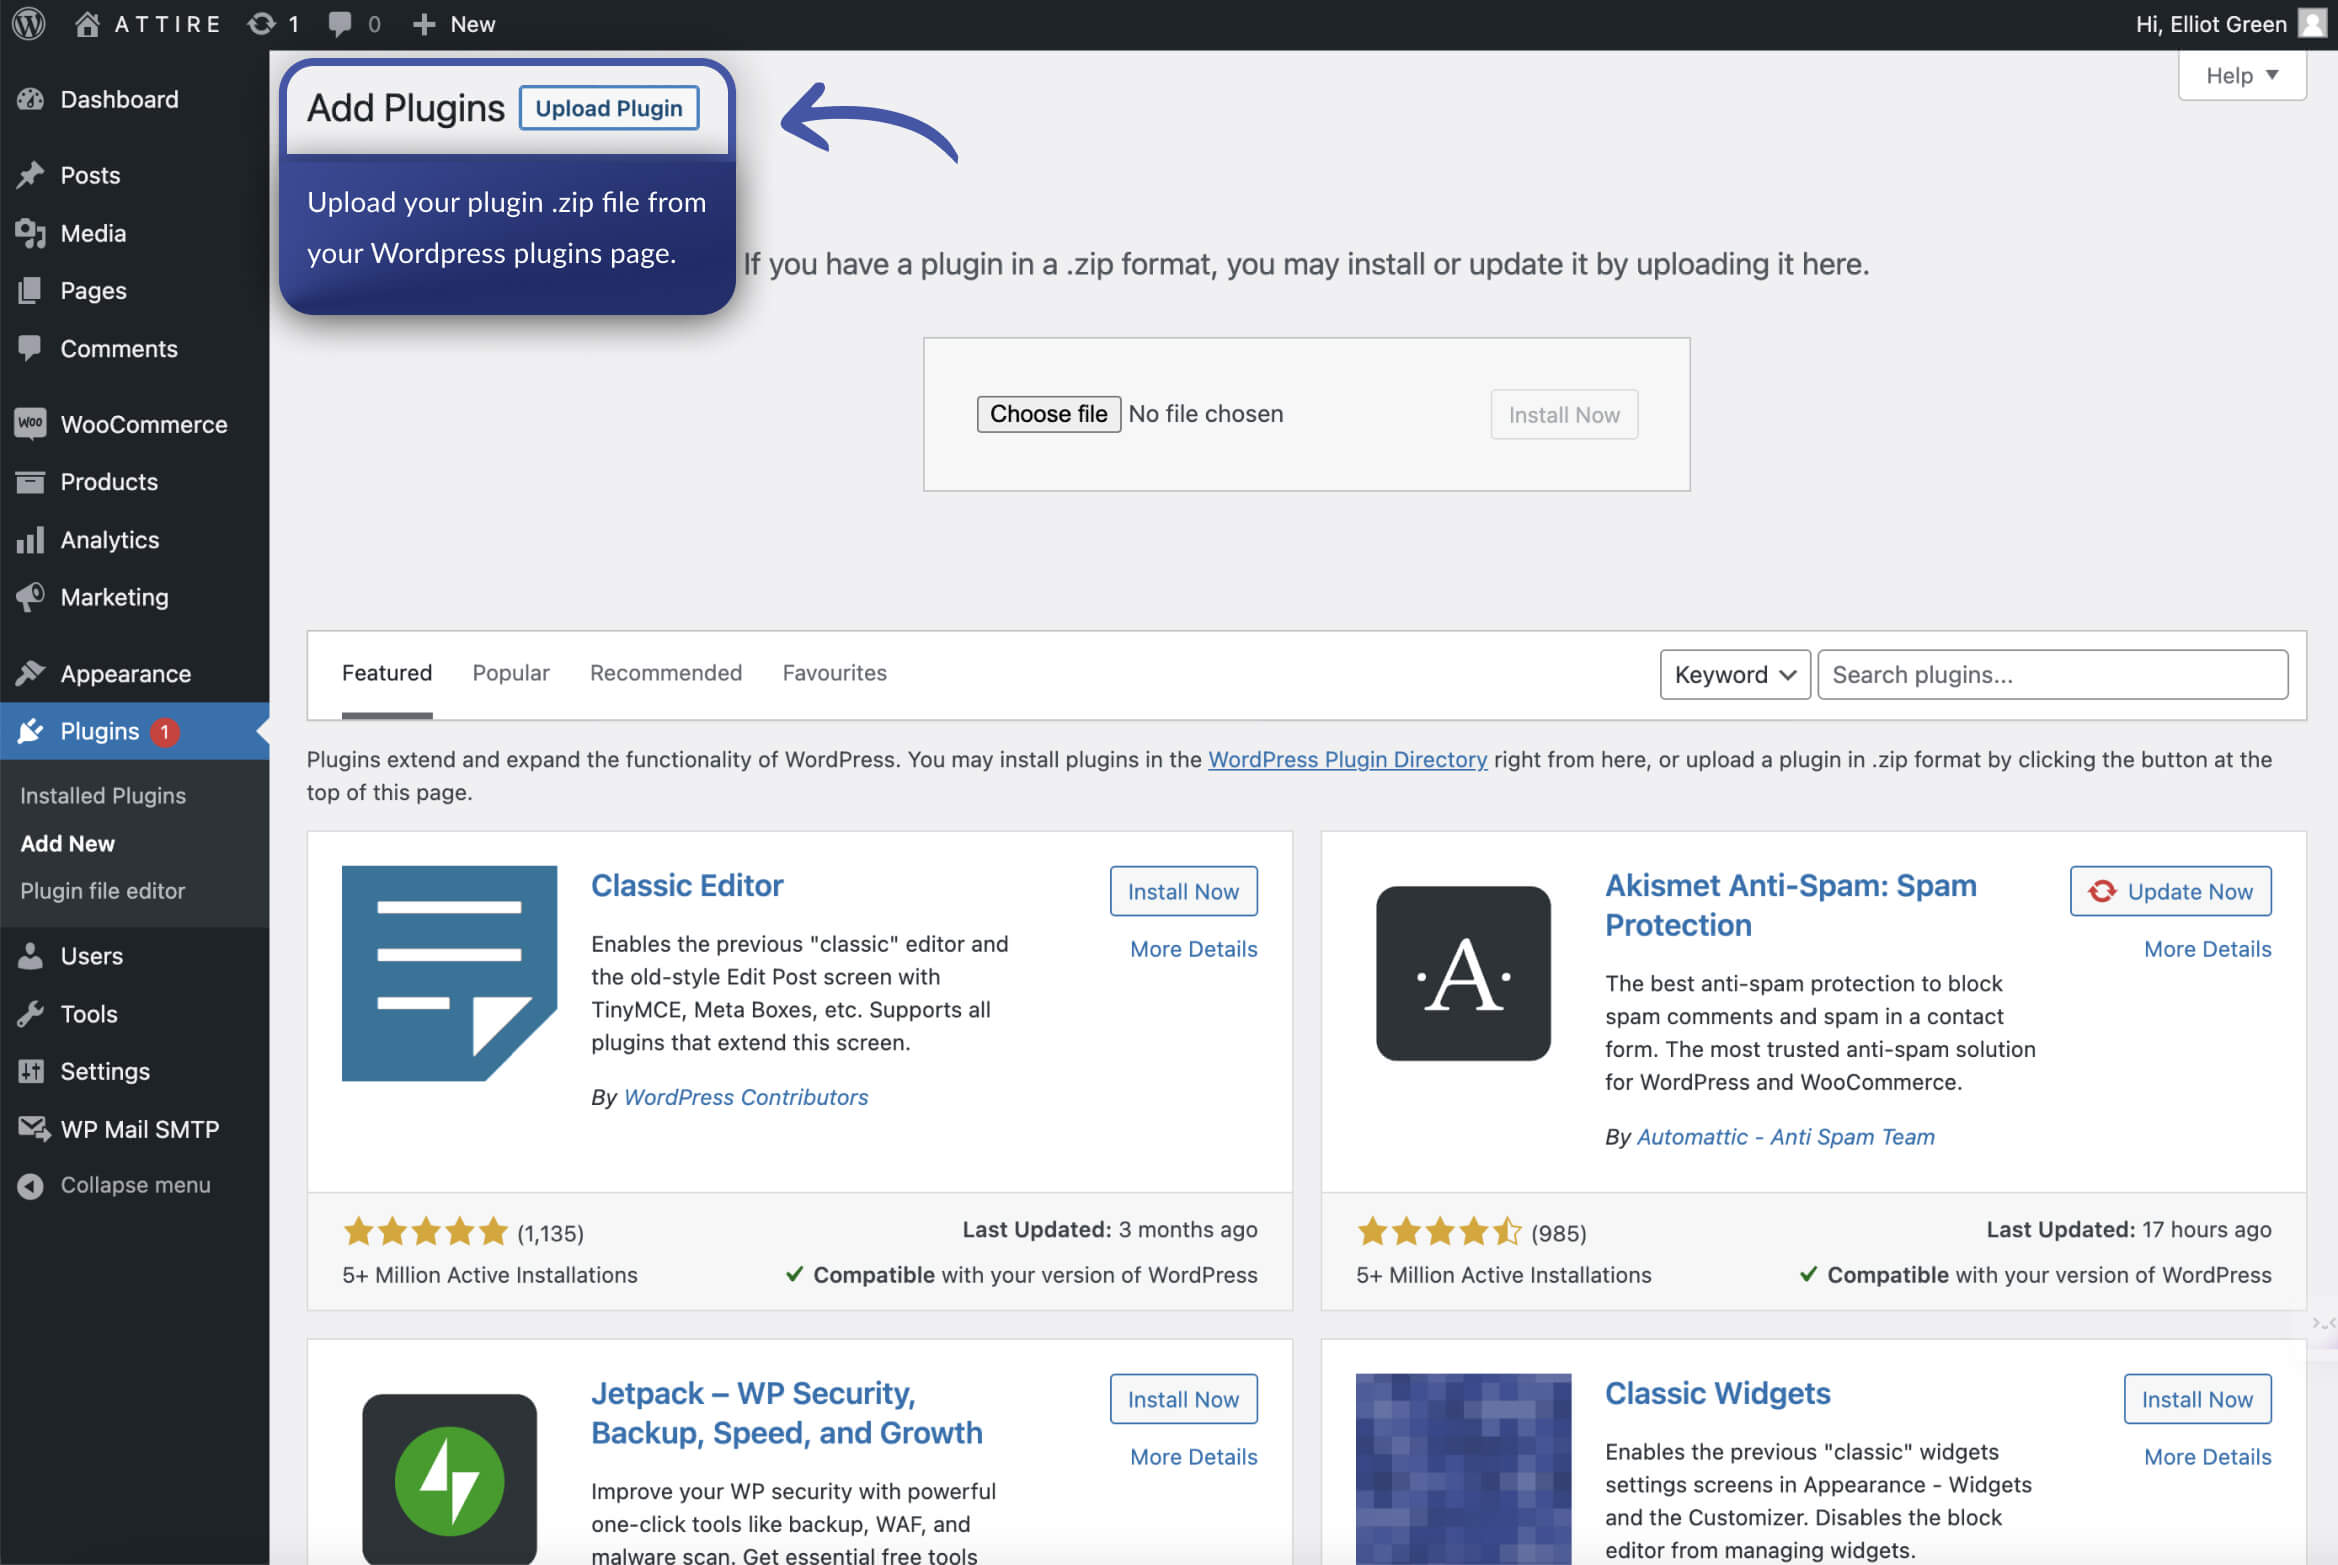 ATTIRE
1
0
New
Hi, Elliot Green
Help
Dashboard
Posts
Media
Pages
Comments
WOO
WooCommerce
Products
Analytics
Marketing
Appearance
Plugins 1
Installed Plugins
Add New
Plugin file editor
Users
Tools
Settings
WP Mail SMTP
Collapse menu
Add Plugins
Upload Plugin
Upload your plugin .zip file from
your Wordpress plugins page.
If you have a plugin in a .zip format, you may install or update it by uploading it here.
Choose file No file chosen
Install Now
Featured
Popular
Recommended
Favourites
Keyword
Search plugins...
Plugins extend and expand the functionality of WordPress. You may install plugins in the WordPress Plugin Directory right from here, or upload a plugin in .zip format by clicking the button at the
top of this page.
Classic Editor
Install Now
More Details
Enables the previous "classic" editor and
the old-style Edit Post screen with
TinyMCE, Meta Boxes, etc. Supports all
plugins that extend this screen.
By WordPress Contributors
(1,135)
Last Updated: 3 months ago
5+ Million Active Installations
Compatible with your version of WordPress
·A·
Akismet Anti-Spam: Spam
Protection
Update Now
More Details
The best anti-spam protection to block
spam comments and spam in a contact
form. The most trusted anti-spam solution
for WordPress and WooCommerce.
By Automattic - Anti Spam Team
(985)
Last Updated: 17 hours ago
5+ Million Active Installations
Compatible with your version of WordPress
Jetpack – WP Security,
Backup, Speed, and Growth
Install Now
More Details
Improve your WP security with powerful
one-click tools like backup, WAF, and
malware scan. Get essential free tools
Classic Widgets
Install Now
More Details
Enables the previous "classic" widgets
settings screens in Appearance - Widgets
and the Customizer. Disables the block
editor from managing widgets.